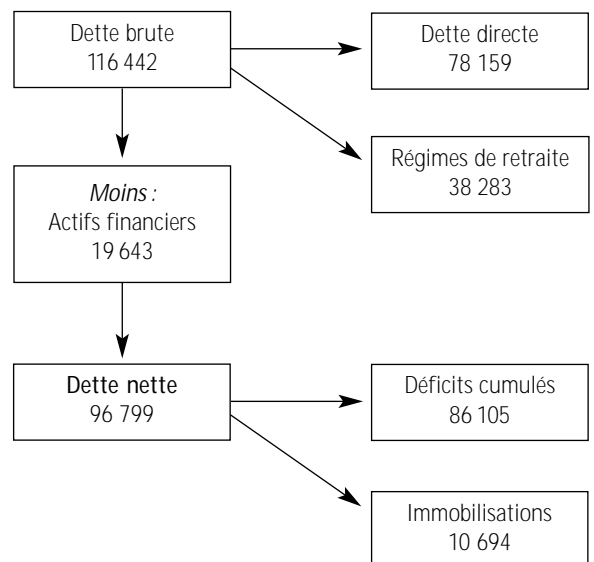 Dette brute
116 442
Dette directe
78 159
Régimes de retraite
38 283
Moins :
Actifs financiers
19 643
Dette nette
96 799
Déficits cumulés
86 105
Immobilisations
10 694